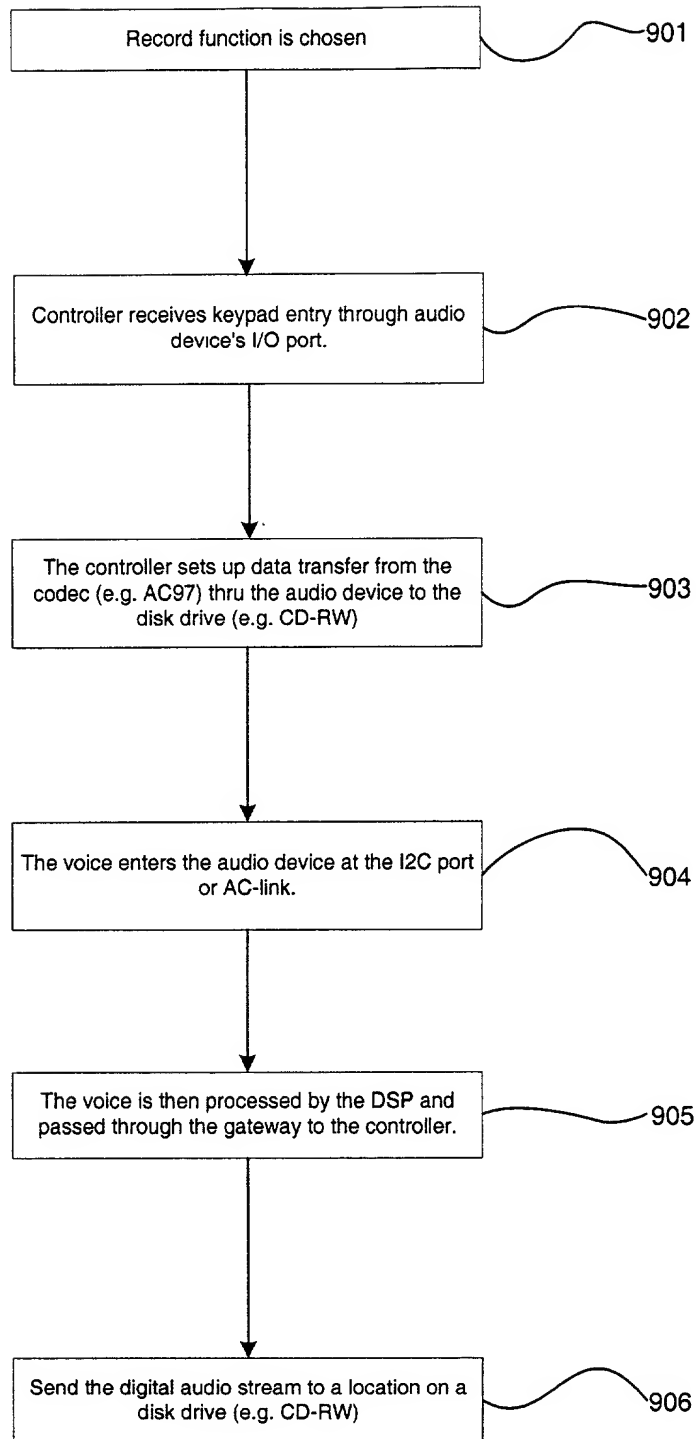 Record function is chosen
901
Controller receives keypad entry through audio
device's I/O port.
902
The controller sets up data transfer from the
codec (e.g. AC97) thru the audio device to the
disk drive (e.g. CD-RW)
903
The voice enters the audio device at the I2C port
or AC-link.
904
The voice is then processed by the DSP and
passed through the gateway to the controller.
905
Send the digital audio stream to a location on a
disk drive (e.g. CD-RW)
906